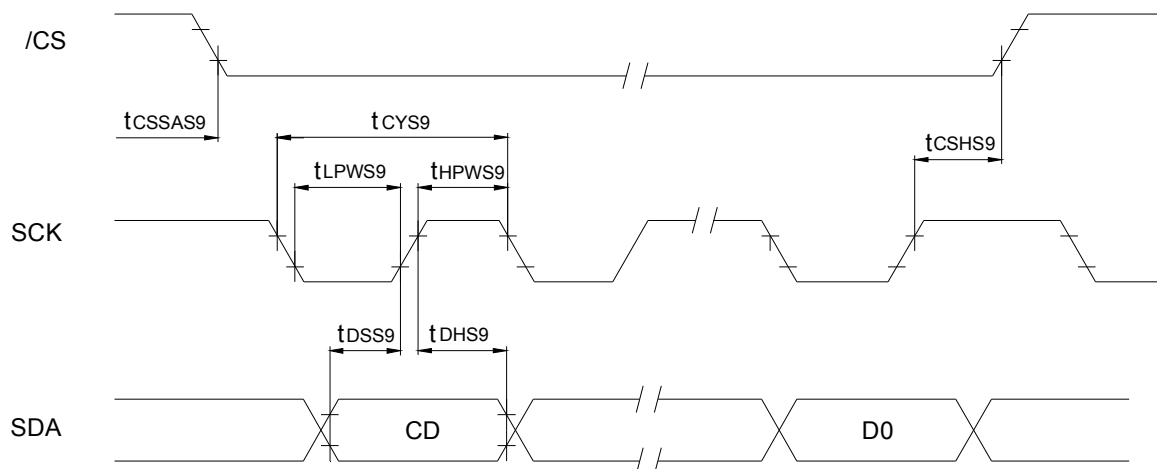 /CS
tCSSAS9
tCYS9
tCSHS9
tLPWS9
tHPWS9
SCK
tDSS9
tDHS9
SDA
CD
D0